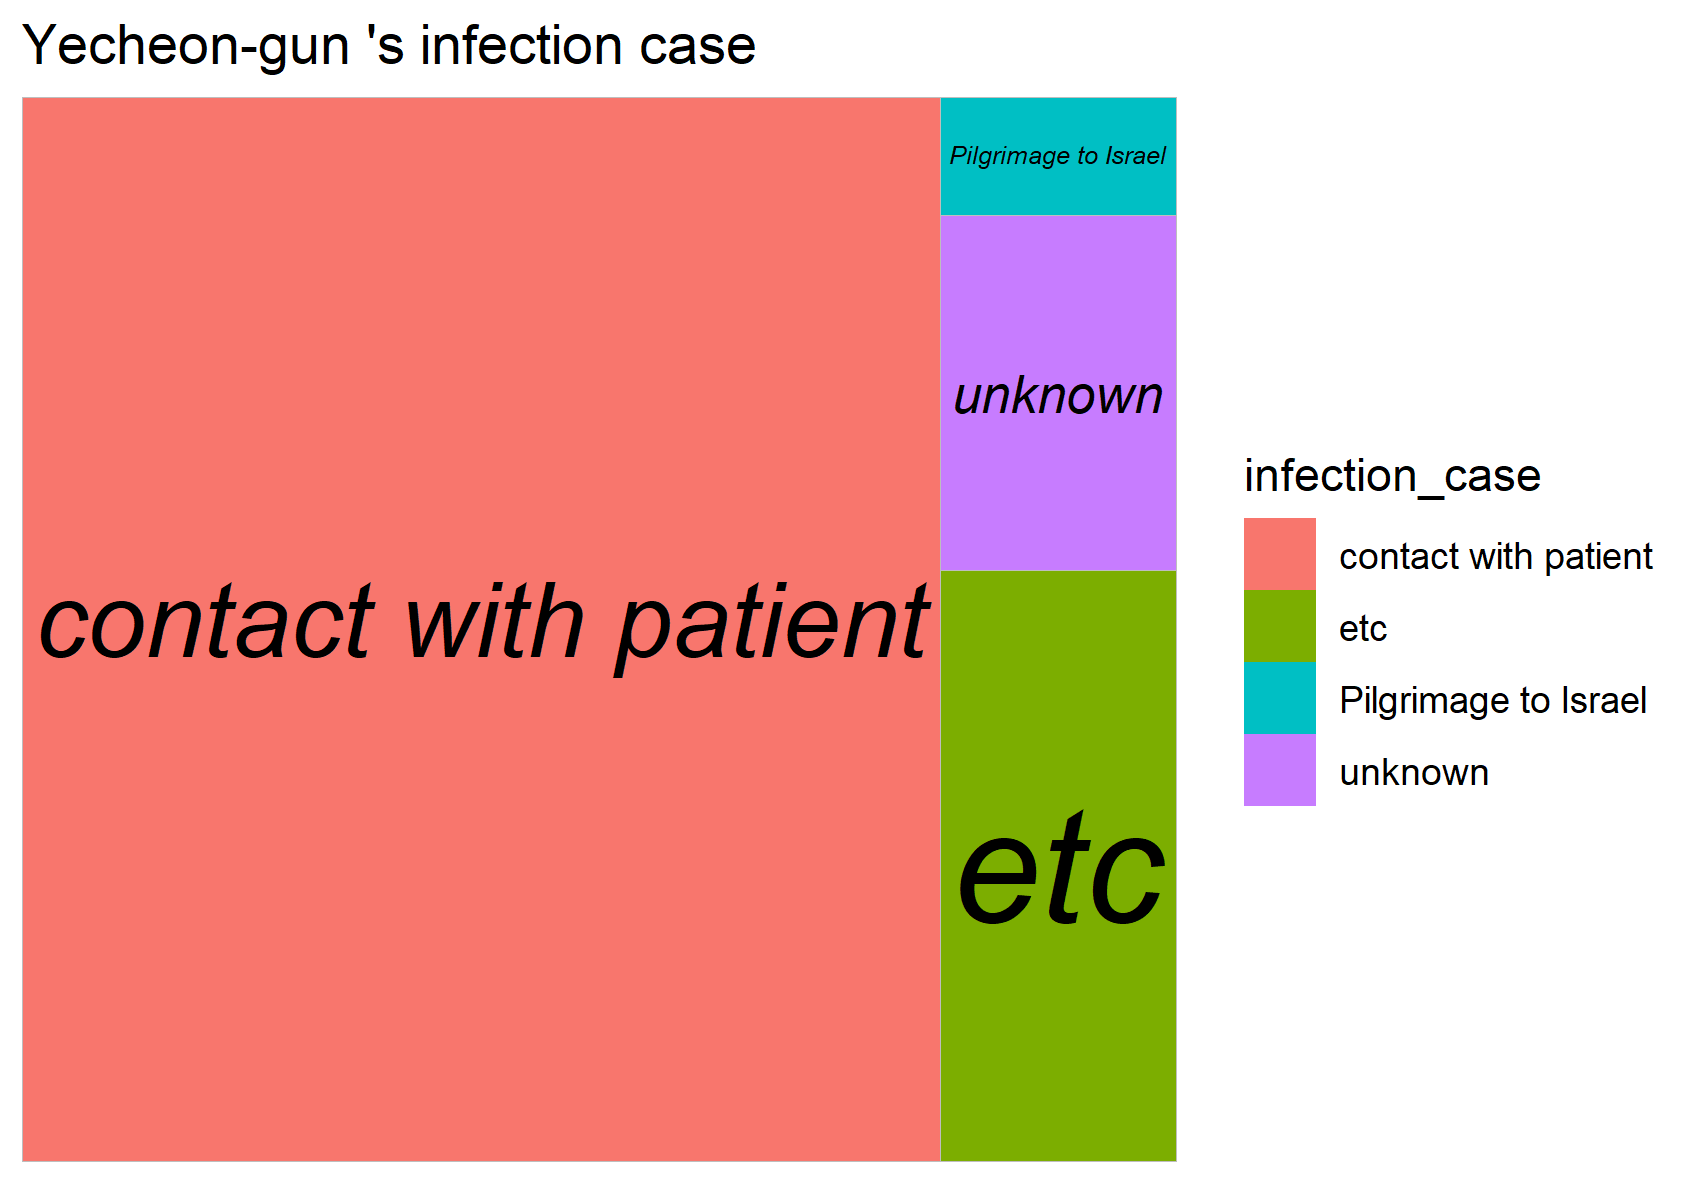 Yecheon-gun 's infection case
Pilgrimage to Israel
unknown
contact with patient
etc
infection_case
contact with patient
etc
Pilgrimage to Israel
unknown